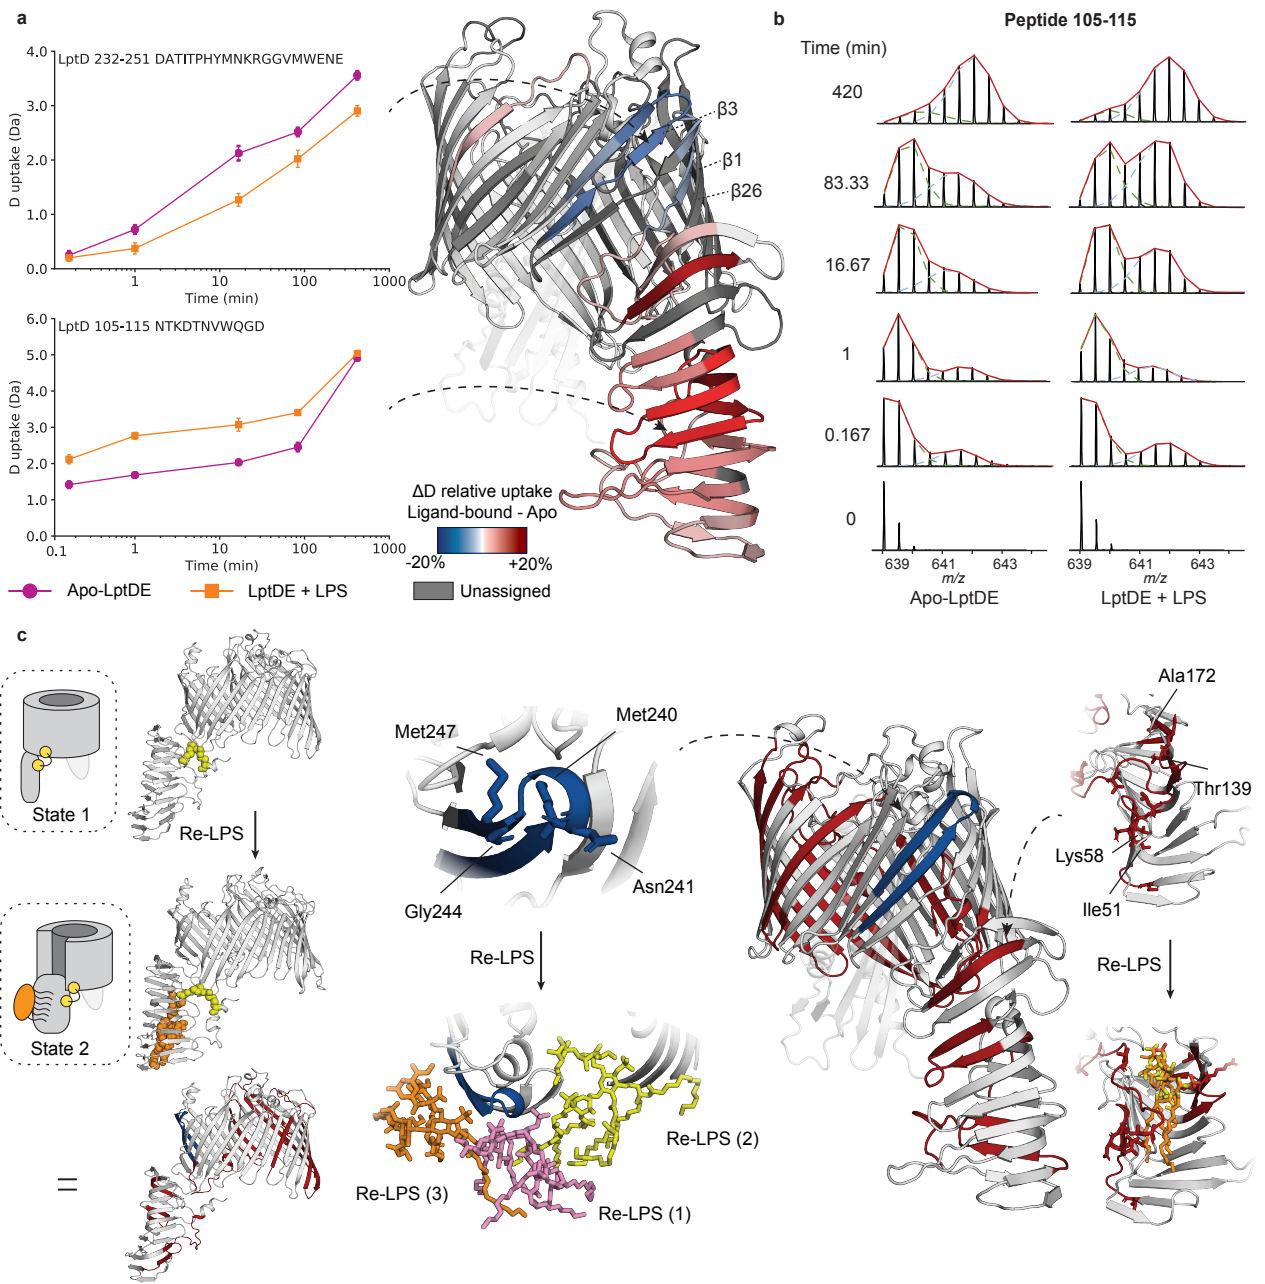 a
LptD 232-251 DATITPHYMNKRGGVMWENE
4.0
3.0
2.0
1.0
0.0
D uptake (Da)
1
10
100
1000
Time (min)
LptD 105-115 NTKDTNVWQGD
6.0
5.0
4.0
3.0
2.0
1.0
0.0
D uptake (Da)
0.1
1
10
100
1000
Time (min)
Apo-LptDE
LptDE + LPS
β3
β1
β26
ΔD relative uptake
Ligand-bound - Apo
-20%
+20%
Unassigned
b
Peptide 105-115
Time (min)
420
83.33
16.67
1
0.167
0
639
641
643
m/z
Apo-LptDE
639
641
643
m/z
LptDE + LPS
c
State 1
Re-LPS
State 2
=
Met247
Met240
Gly244
Asn241
Re-LPS
Re-LPS (2)
Re-LPS (3)
Re-LPS (1)
Ala172
Thr139
Lys58
Ile51
Re-LPS